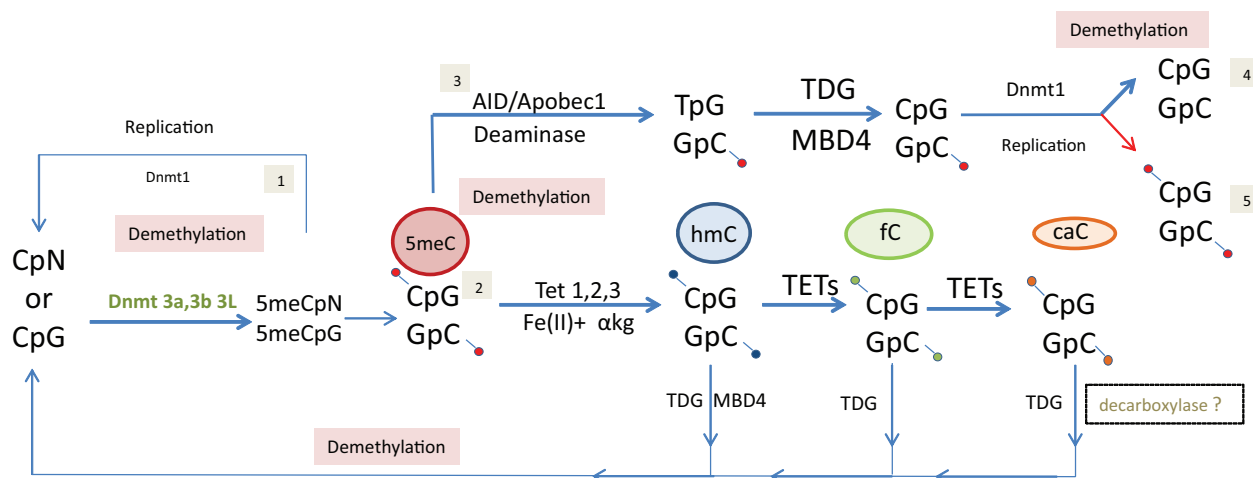 Demethylation
3
AID/Apobec1
Deaminase
TpG
GpC
TDG
MBD4
CpG
GpC
Dnmt1
Replication
CpG
GpC
4
Replication
Dnmt1
1
Demethylation
CpN
or
CpG
Dnmt 3a,3b 3L
5meCpN
5meCpG
Demethylation
5meC
CpG
GpC
2
Tet 1,2,3
Fe(II)+ αkg
hmC
CpG
GpC
TETs
fC
CpG
GpC
TETs
caC
CpG
GpC
CpG
GpC
5
TDG
MBD4
TDG
TDG
decarboxylase ?
Demethylation